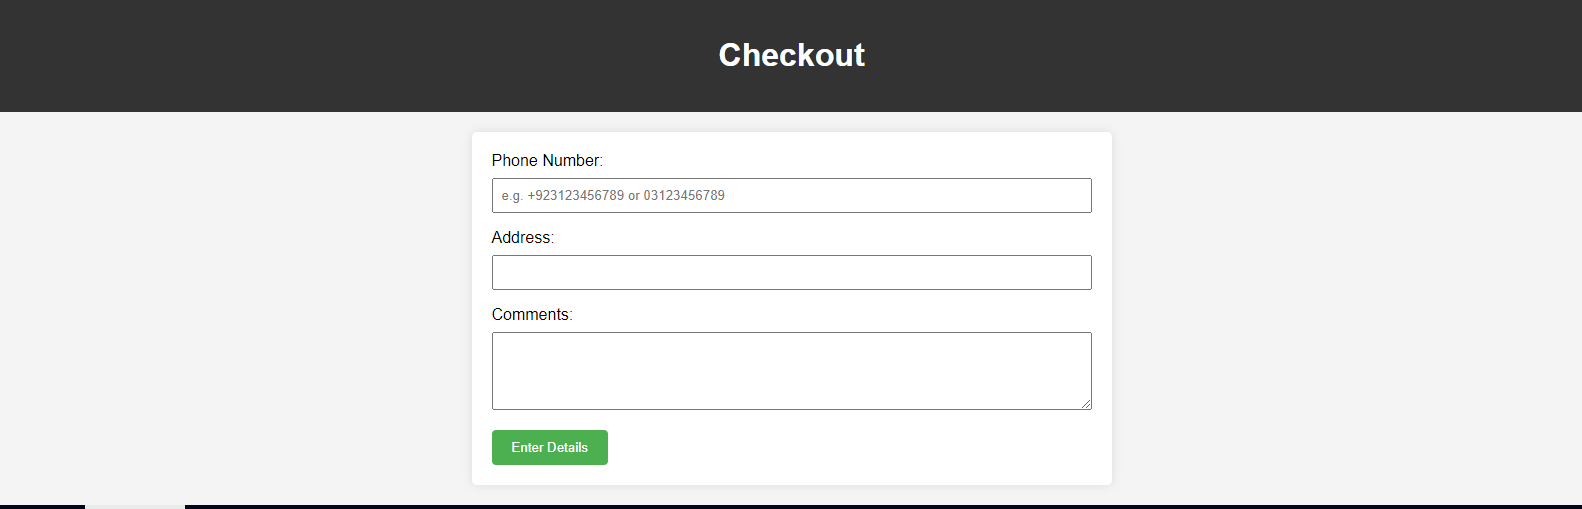 Checkout
Phone Number:
e.g. +923123456789 or 03123456789
Address:
Comments:
Enter Details